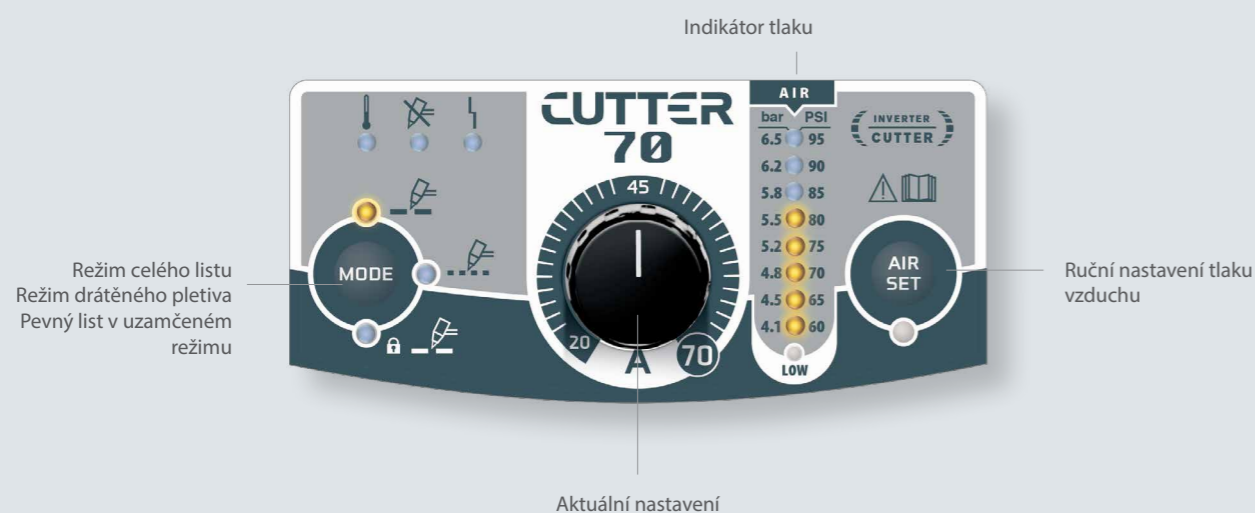 Indikátor tlaku
AIR
bar PSI
6.5 95
6.2 90
5.8 85
5.5 80
5.2 75
4.8 70
4.5 65
4.1 60
LOW
CUTTER
70
45
20
70
A
INVERTER
CUTTER
MODE
AIR
SET
Režim celého listu
Režim drátěného pletiva
Pevný list v uzamčeném
režimu
Ruční nastavení tlaku
vzduchu
Aktuální nastavení